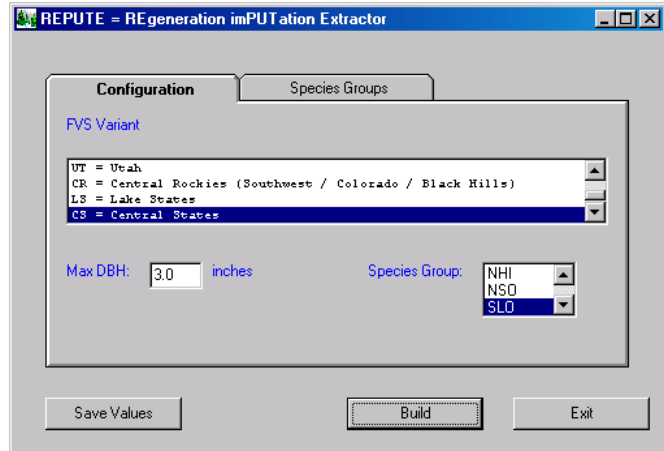 REPUTE = REgeneration imPUTation Extractor
Configuration
Species Groups
FVS Variant
UT = Utah
CR = Central Rockies (Southwest / Colorado / Black Hills)
LS = Lake States
CS = Central States
Max DBH: 3.0 inches
Species Group:
NHI
NSO
SLO
Save Values
Build
Exit